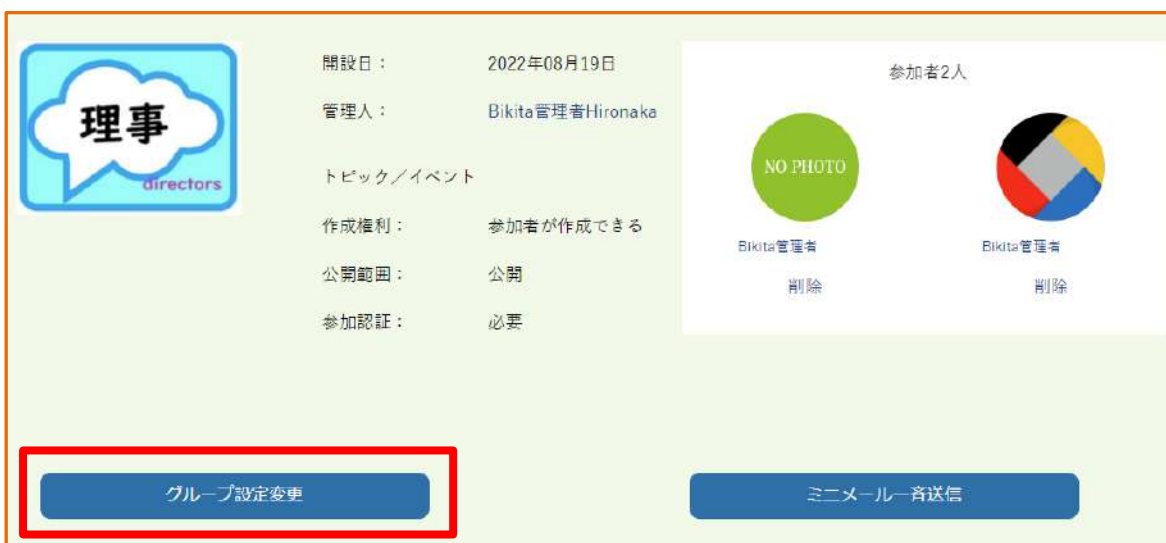 理事
directors
開設日： 2022年08月19日
管理人： Bikita管理者Hironaka
トピック／イベント
作成権利： 参加者が作成できる
公開範囲： 公開
参加認証： 必要
参加者2人
NO PHOTO
Bikita管理者 Bikita管理者
削除 削除
グループ設定変更 ミニメール一斉送信